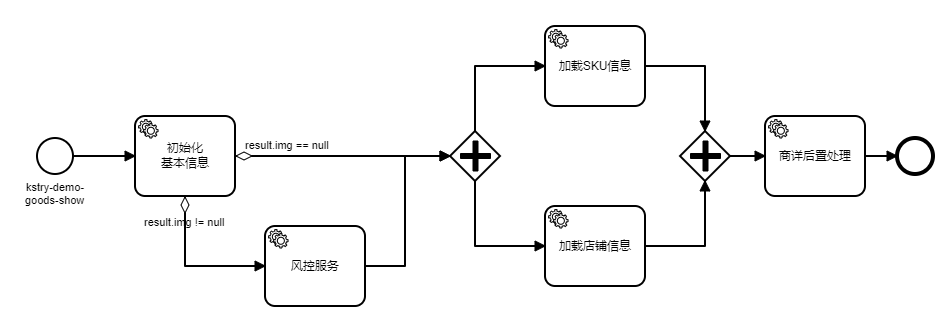 kstry-demo-
goods-show
初始化
基本信息
result.img == null
result.img != null
风控服务
加载SKU信息
加载店铺信息
商详后置处理